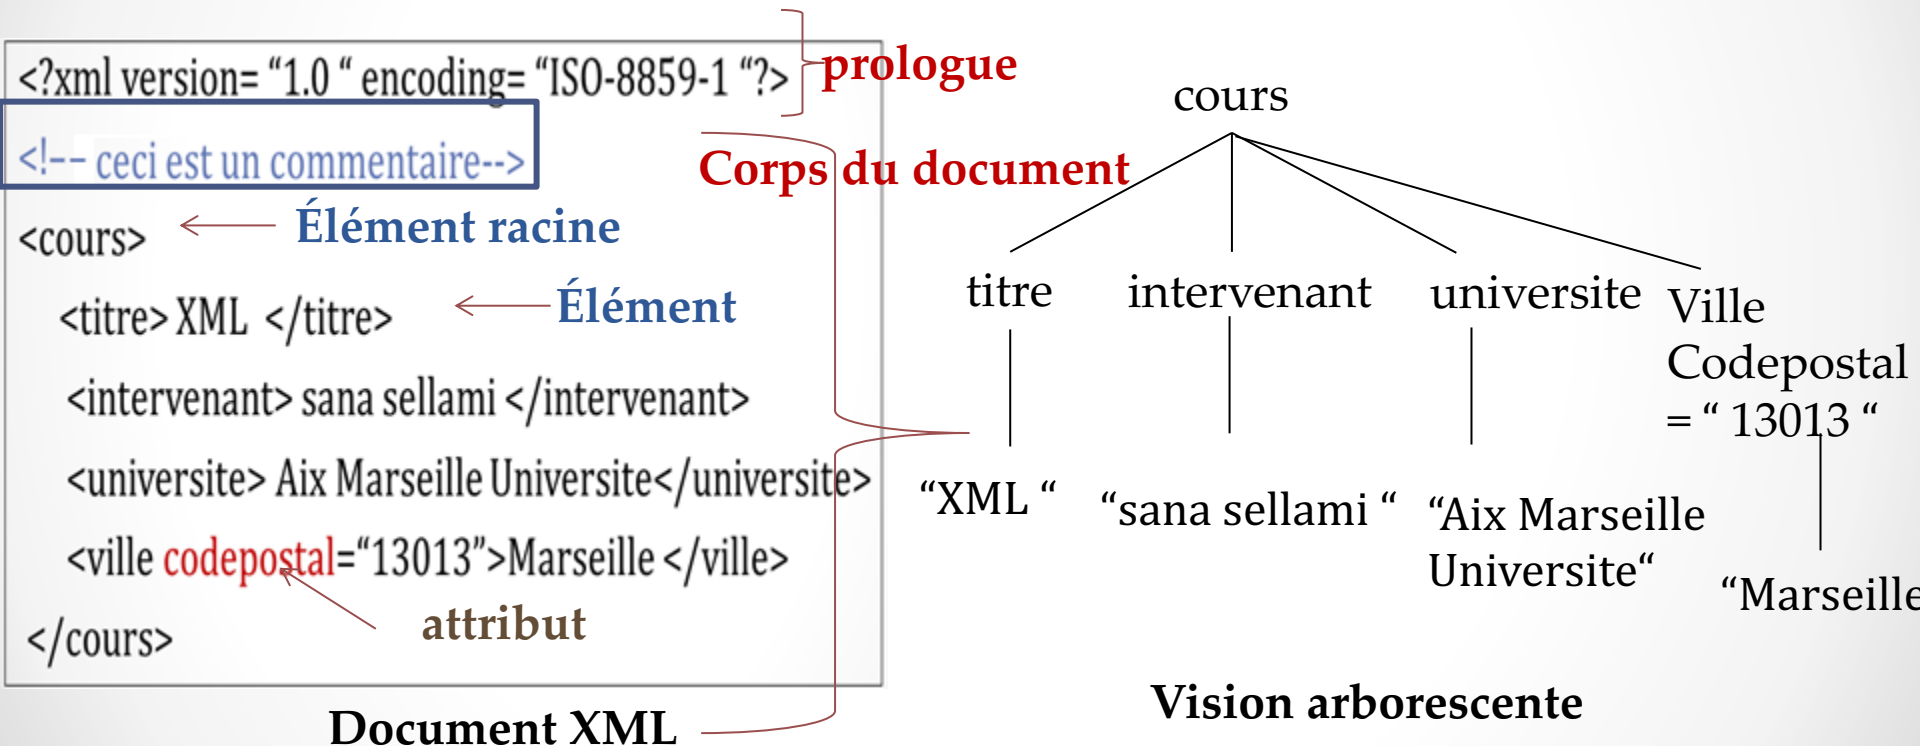 <?xml version= “1.0 “ encoding= “ISO-8859-1 “?>
prologue
<!-– ceci est un commentaire-->
Corps du document
<cours>
Élément racine
<titre> XML </titre>
Élément
<intervenant> sana sellami </intervenant>
<universite> Aix Marseille Universite</universite>
<ville codepostal=“13013”>Marseille </ville>
attribut
</cours>
Document XML
cours
titre
intervenant
universite
Ville
Codepostal
= “ 13013 “
“XML “
“sana sellami “
“Aix Marseille
Universite“
“Marseille
Vision arborescente